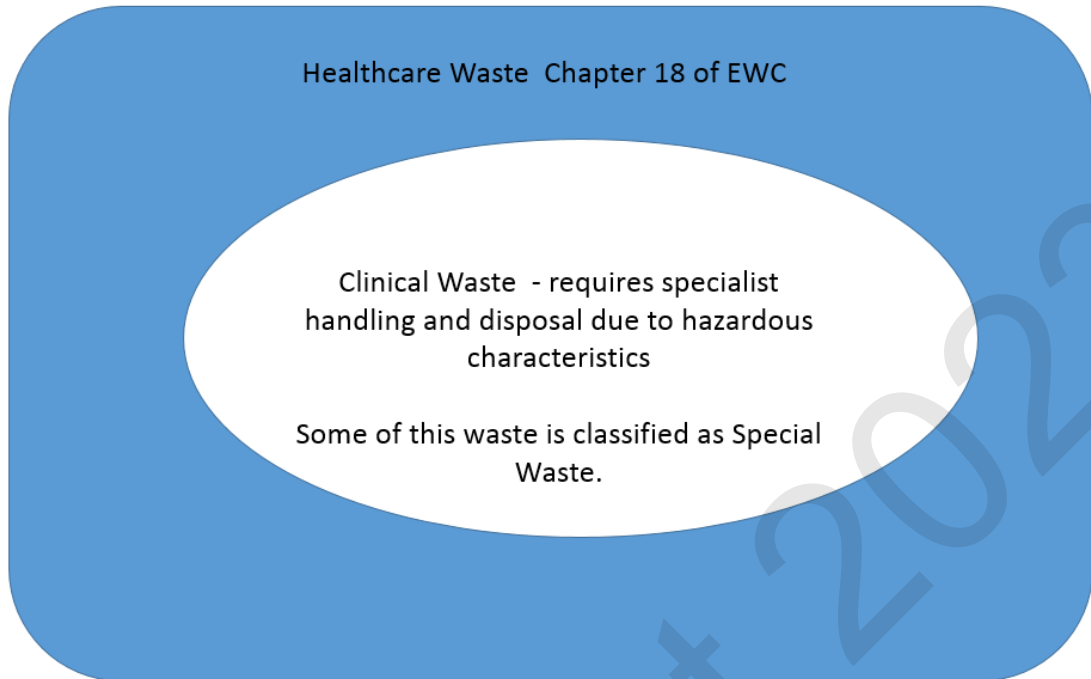 Healthcare Waste  Chapter 18 of EWC
Clinical Waste  - requires specialist
handling and disposal due to hazardous
characteristics
Some of this waste is classified as Special
Waste.
t 202